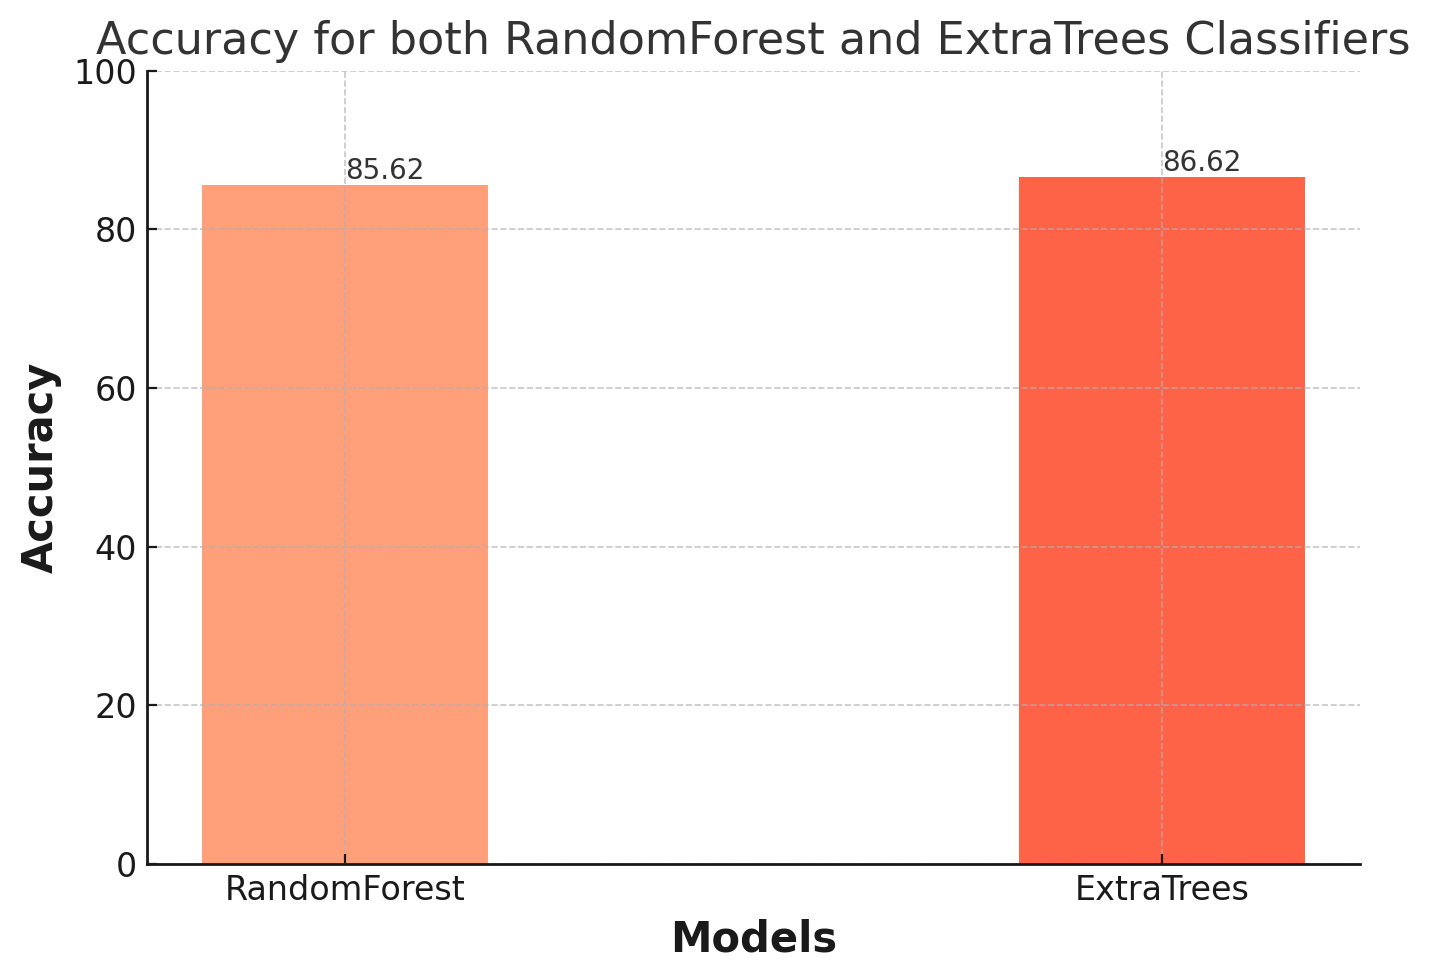 Accuracy for both RandomForest and ExtraTrees Classifiers
100
80
60
40
20
0
Accuracy
85.62
86.62
RandomForest
ExtraTrees
Models